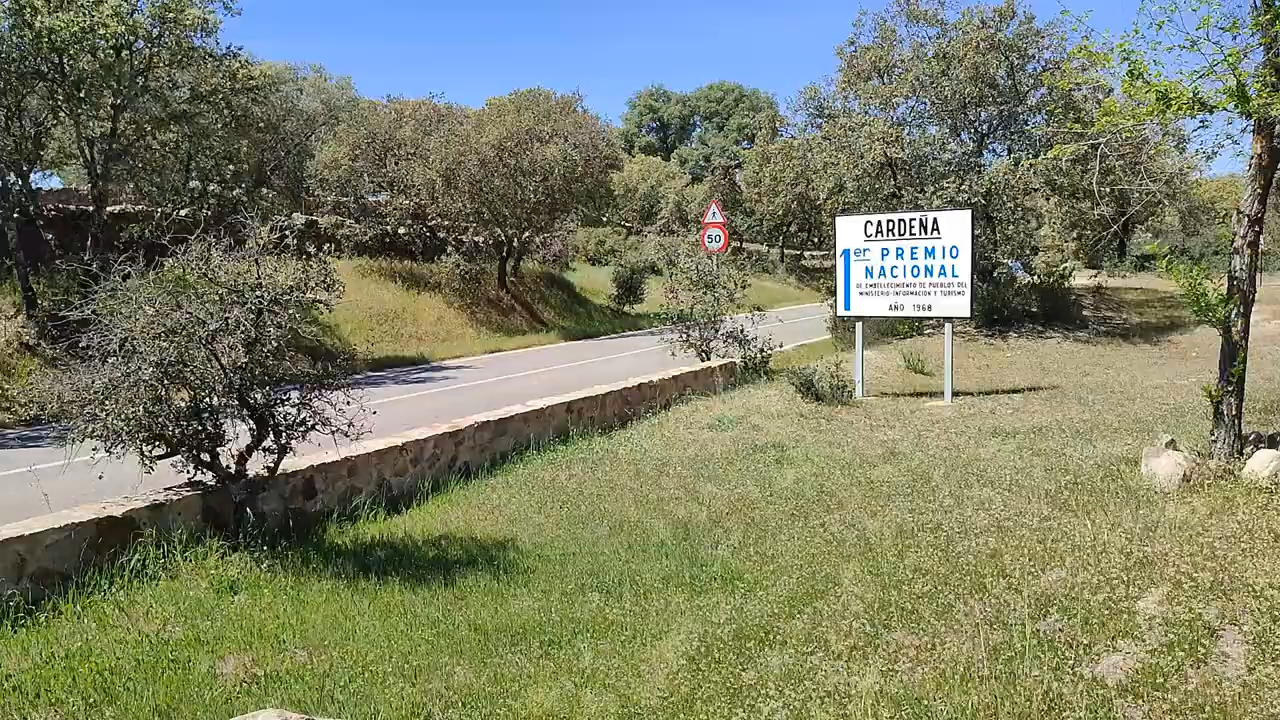 50
CARDEÑA
1er PREMIO
NACIONAL
DE EMBELLECIMIENTO DE PUEBLOS DEL
MINISTERIO-INFORMACION Y TURISMO
AÑO 1968